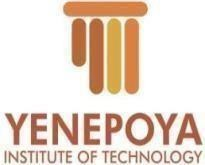 YENEPOYA
INSTITUTE OF TECHNOLOGY